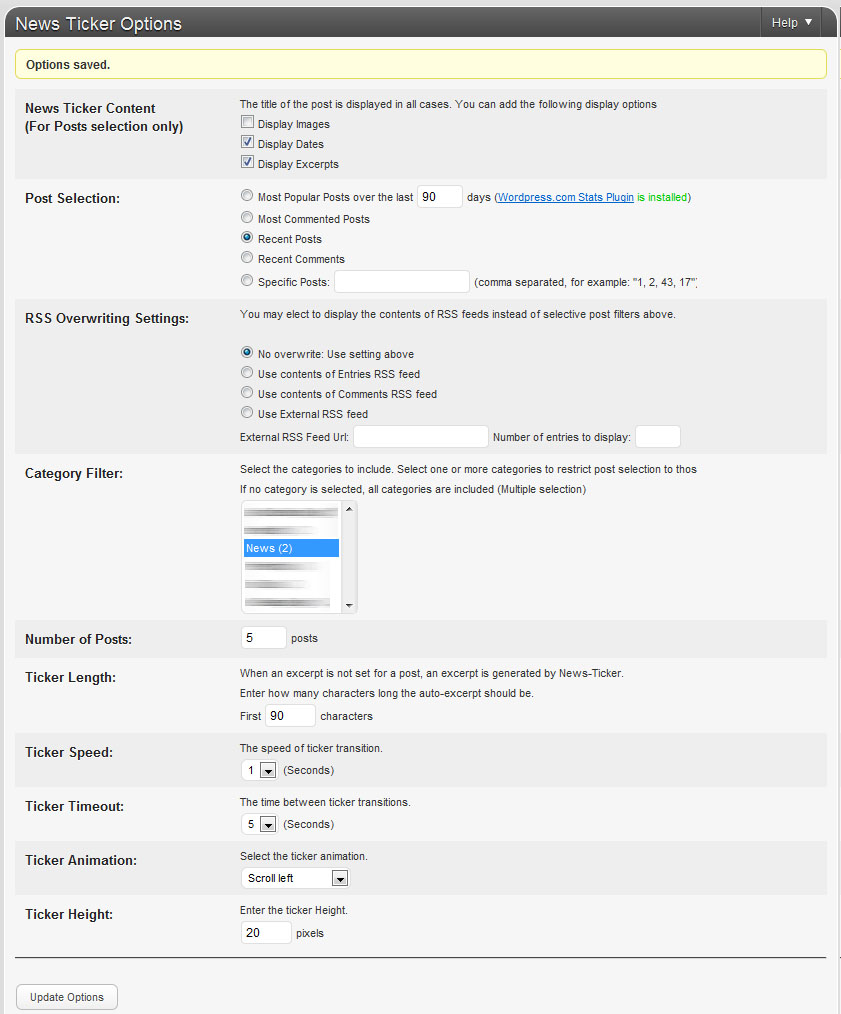 News Ticker Options
Help ▼
Options saved.
News Ticker Content
(For Posts selection only)
The title of the post is displayed in all cases. You can add the following display options
Display Images
Display Dates
Display Excerpts
Post Selection:
Most Popular Posts over the last 90 days (Wordpress.com Stats Plugin is installed)
Most Commented Posts
Recent Posts
Recent Comments
Specific Posts: (comma separated, for example: "1, 2, 43, 17")
RSS Overwriting Settings:
You may elect to display the contents of RSS feeds instead of selective post filters above.
No overwrite: Use setting above
Use contents of Entries RSS feed
Use contents of Comments RSS feed
Use External RSS feed
External RSS Feed Url: Number of entries to display:
Category Filter:
Select the categories to include. Select one or more categories to restrict post selection to thos
If no category is selected, all categories are included (Multiple selection)
News (2)
Number of Posts:
5 posts
Ticker Length:
When an excerpt is not set for a post, an excerpt is generated by News-Ticker.
Enter how many characters long the auto-excerpt should be.
First 90 characters
Ticker Speed:
The speed of ticker transition.
1 (Seconds)
Ticker Timeout:
The time between ticker transitions.
5 (Seconds)
Ticker Animation:
Select the ticker animation.
Scroll left
Ticker Height:
Enter the ticker Height.
20 pixels
Update Options